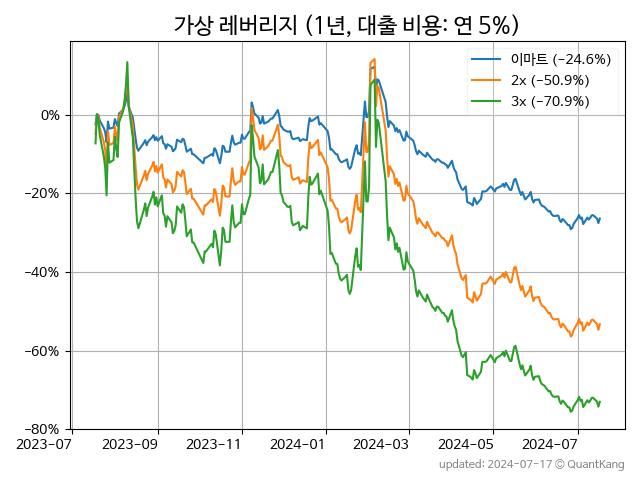 가상 레버리지 (1년, 대출 비용: 연 5%)
이마트 (−24.6%)
2x (−50.9%)
3x (−70.9%)
0%
−20%
−40%
−60%
−80%
2023-07 2023-09 2023-11 2024-01 2024-03 2024-05 2024-07
updated: 2024-07-17 © QuantKang